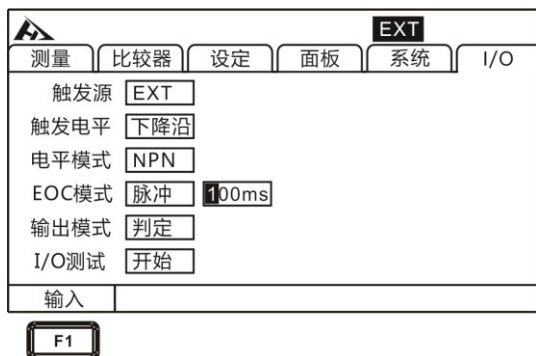 EXT
测量 比较器 设定 面板 系统 I/O
触发源 EXT
触发电平 下降沿
电平模式 NPN
EOC模式 脉冲 100ms
输出模式 判定
I/O测试 开始
输入
F1